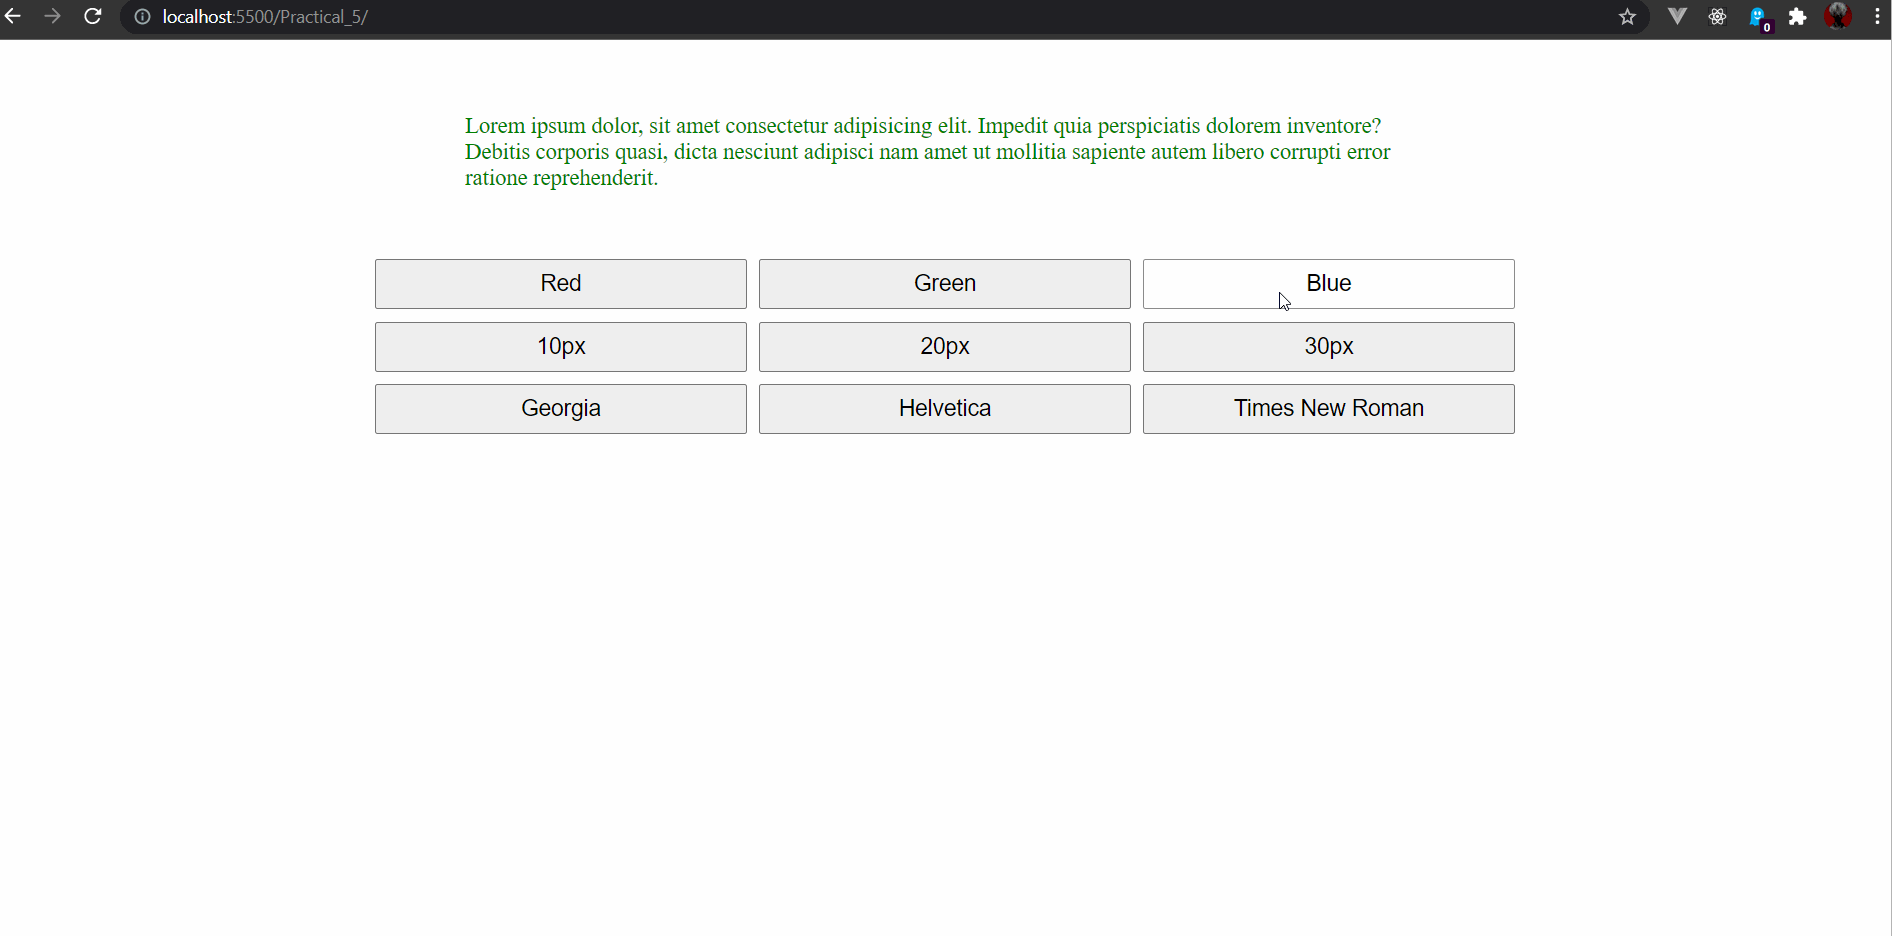 localhost:5500/Practical_5/
0
Lorem ipsum dolor, sit amet consectetur adipisicing elit. Impedit quia perspiciatis dolorem inventore?
Debitis corporis quasi, dicta nesciunt adipisci nam amet ut mollitia sapiente autem libero corrupti error
ratione reprehenderit.
Red Green Blue
10px 20px 30px
Georgia Helvetica Times New Roman